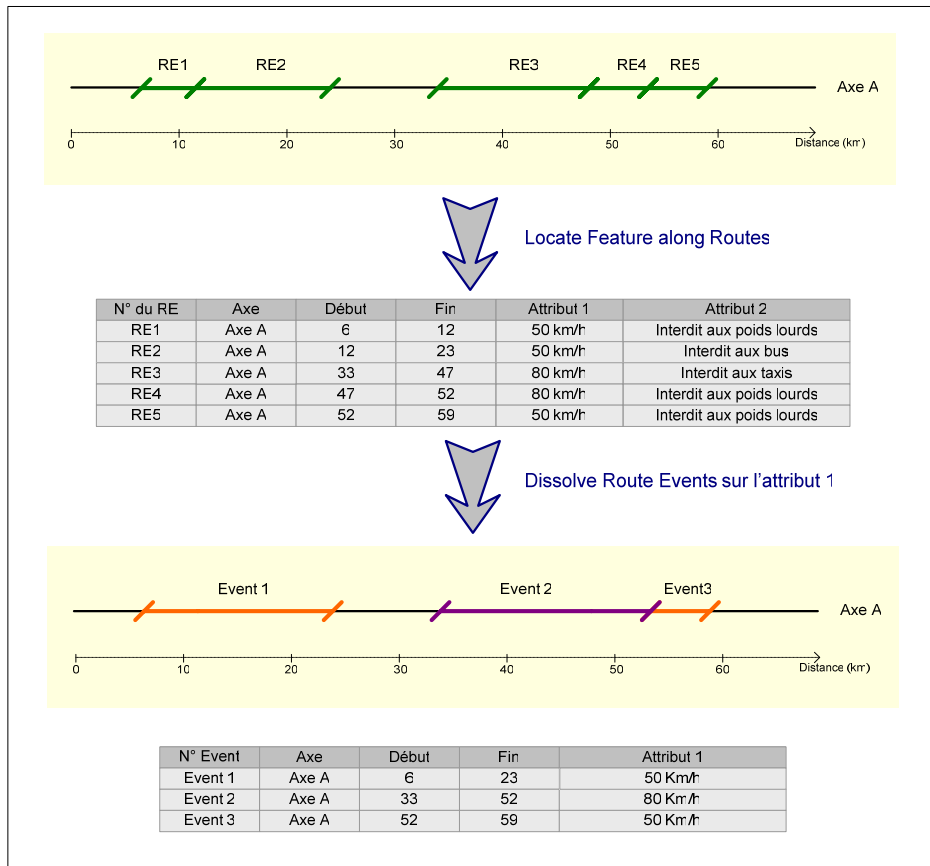 RE1 RE2 RE3 RE4 RE5
Axe A
0 10 20 30 40 50 60 Distance (km)
Locate Feature along Routes
N° du RE Axe Début Fin Attribut 1 Attribut 2
RE1 Axe A 6 12 50 km/h Interdit aux poids lourds
RE2 Axe A 12 23 50 km/h Interdit aux bus
RE3 Axe A 33 47 80 km/h Interdit aux taxis
RE4 Axe A 47 52 80 km/h Interdit aux poids lourds
RE5 Axe A 52 59 50 km/h Interdit aux poids lourds
Dissolve Route Events sur l'attribut 1
Event 1 Event 2 Event3
Axe A
0 10 20 30 40 50 60 Distance (km)
N° Event Axe Début Fin Attribut 1
Event 1 Axe A 6 23 50 Km/h
Event 2 Axe A 33 52 80 Km/h
Event 3 Axe A 52 59 50 Km/h